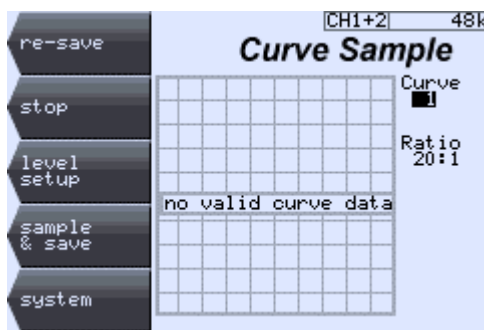 CH1+2 48k
Curve Sample
re-save
stop
level
setup
sample
& save
system
no valid curve data
Curve
1
Ratio
20:1